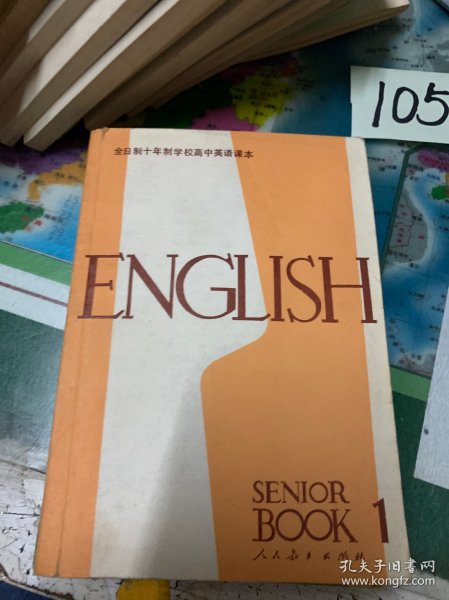 105
全日制十年制学校高中英语课本
ENGLISH
SENIOR
BOOK 1
人民教育出版社
孔夫子旧书网
kongfz.com